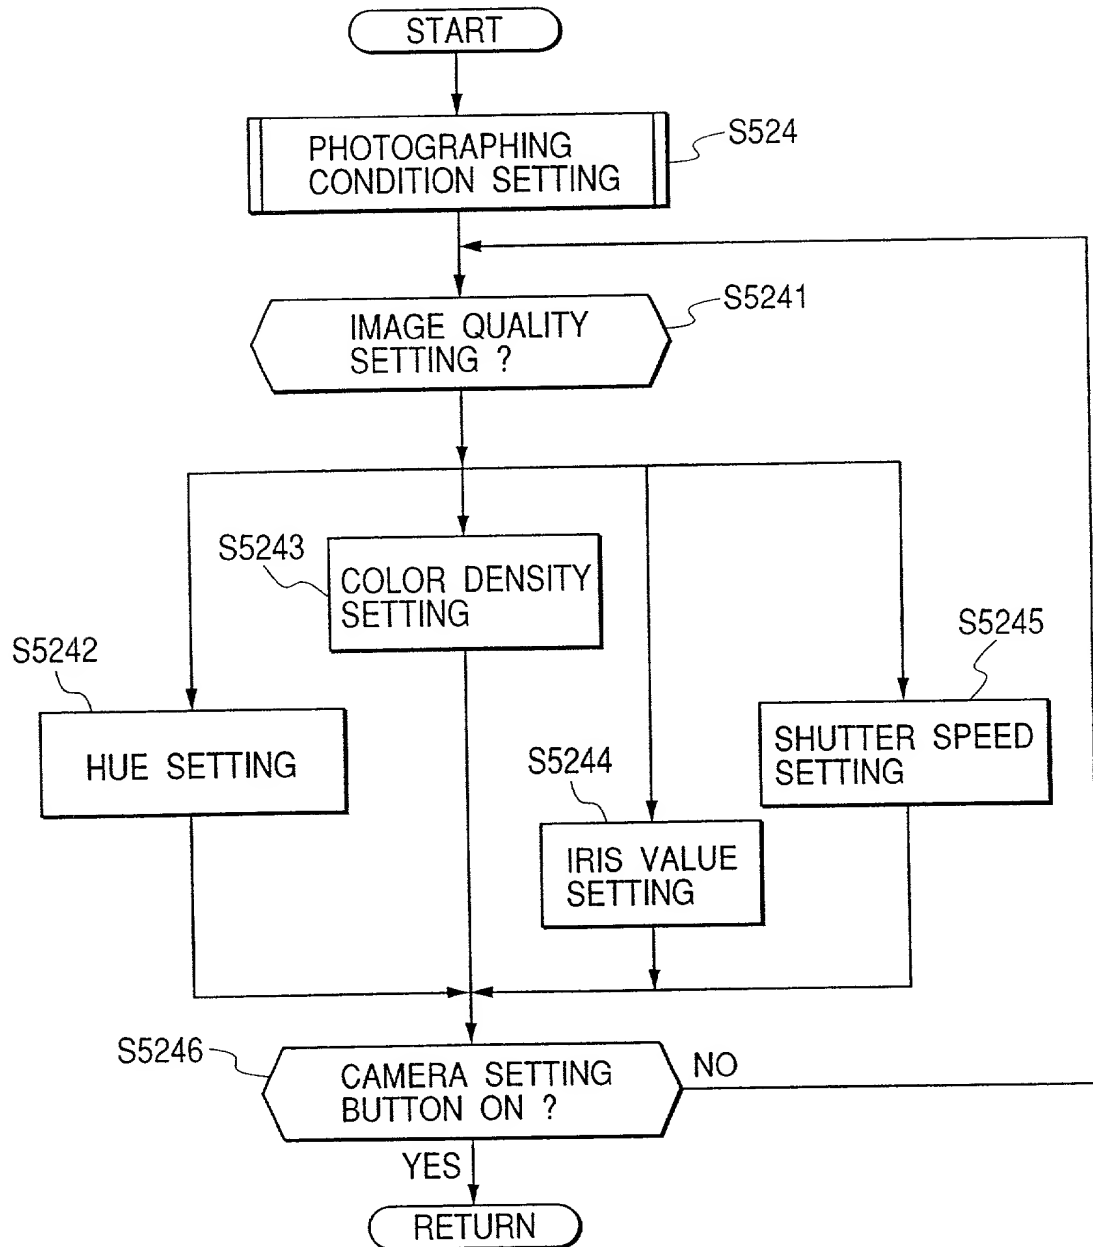 START
PHOTOGRAPHING
CONDITION SETTING
S524
IMAGE QUALITY
SETTING ?
S5241
S5243
COLOR DENSITY
SETTING
S5242
HUE SETTING
S5245
SHUTTER SPEED
SETTING
S5244
IRIS VALUE
SETTING
S5246
CAMERA SETTING
BUTTON ON ?
NO
YES
RETURN